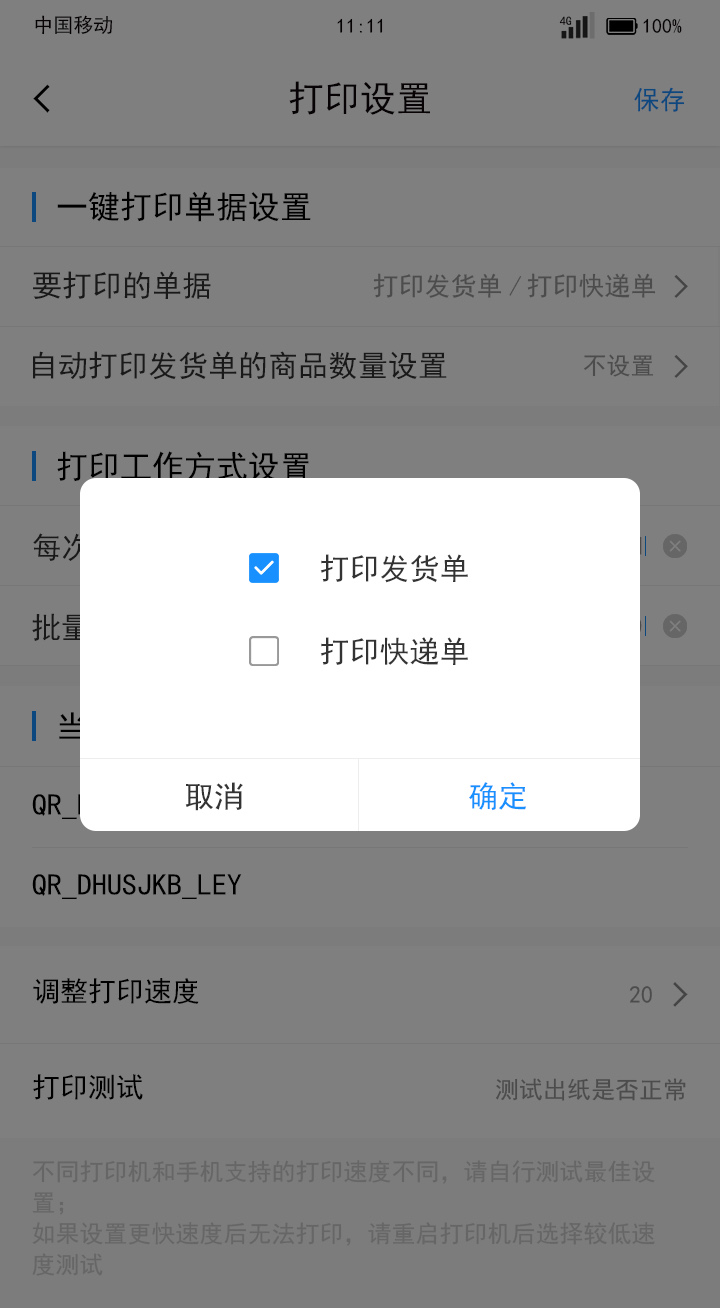 中国移动 11:11 4G 100%
打印设置 保存
一键打印单据设置
要打印的单据 打印发货单 / 打印快递单
自动打印发货单的商品数量设置 不设置
打印工作方式设置
每次
打印发货单
批量
打印快递单
当
取消 确定
QR_
QR_DHUSJKB_LEY
调整打印速度 20
打印测试 测试出纸是否正常
不同打印机和手机支持的打印速度不同，请自行测试最佳设
置；
如果设置更快速度后无法打印，请重启打印机后选择较低速
度测试